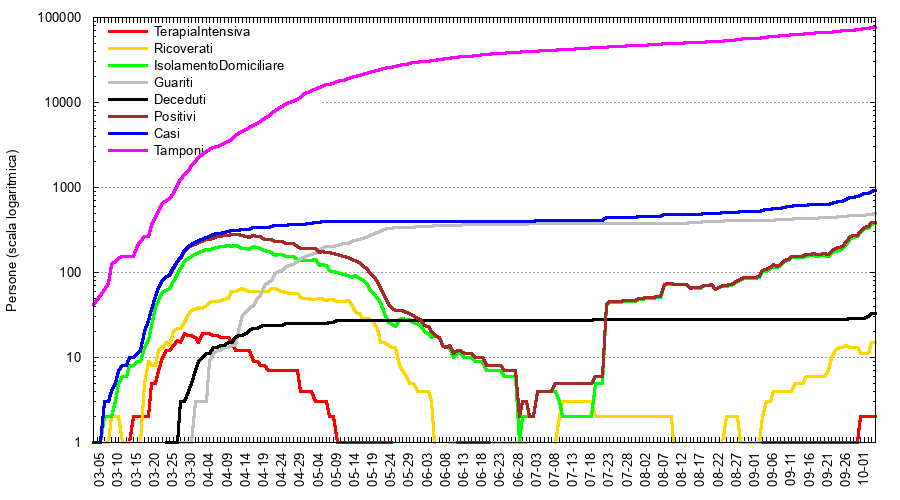 100000
10000
1000
100
10
1
Persone (scala logaritmica)
TerapiaIntensiva
Ricoverati
IsolamentoDomiciliare
Guariti
Deceduti
Positivi
Casi
Tamponi
03-05 03-10 03-15 03-20 03-25 03-30 04-04 04-09 04-14 04-19 04-24 04-29 05-04 05-09 05-14 05-19 05-24 05-29 06-03 06-08 06-13 06-18 06-23 06-28 07-03 07-08 07-13 07-18 07-23 07-28 08-02 08-07 08-12 08-17 08-22 08-27 09-01 09-06 09-11 09-16 09-21 09-26 10-01